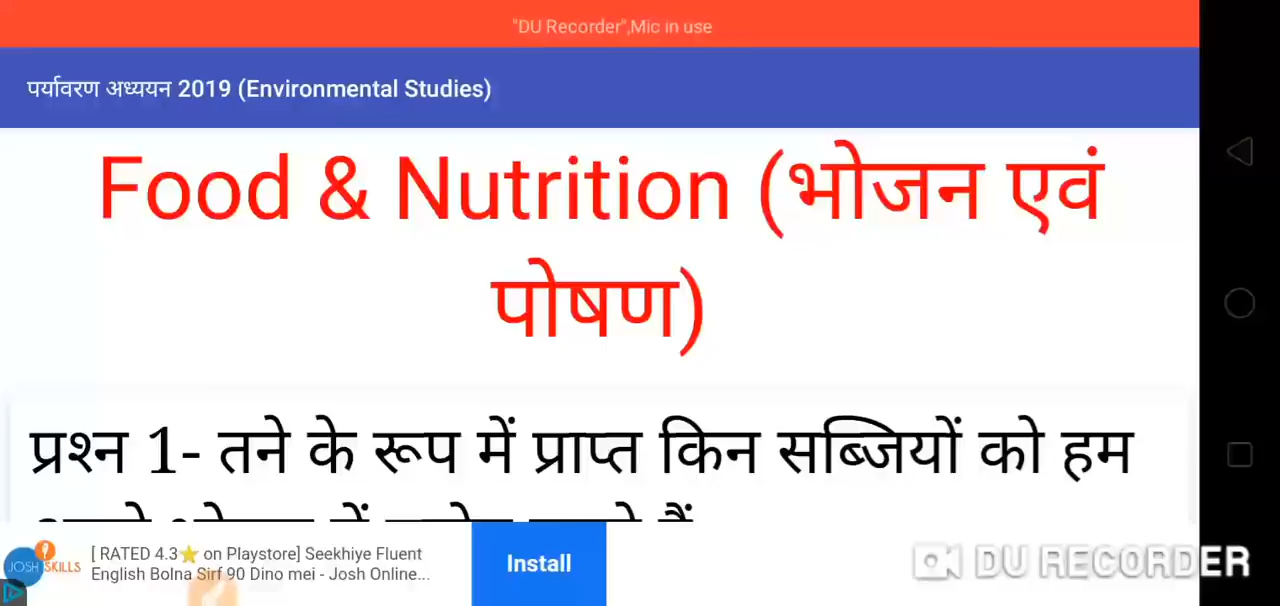 "DU Recorder",Mic in use
पर्यावरण अध्ययन 2019 (Environmental Studies)
Food & Nutrition (भोजन एवं
पोषण)
प्रश्न 1- तने के रूप में प्राप्त किन सब्जियों को हम
[ RATED 4.3⭐ on Playstore] Seekhiye Fluent
English Bolna Sirf 90 Dino mei - Josh Online...
JOSH SKILLS
Install
DU RECORDER